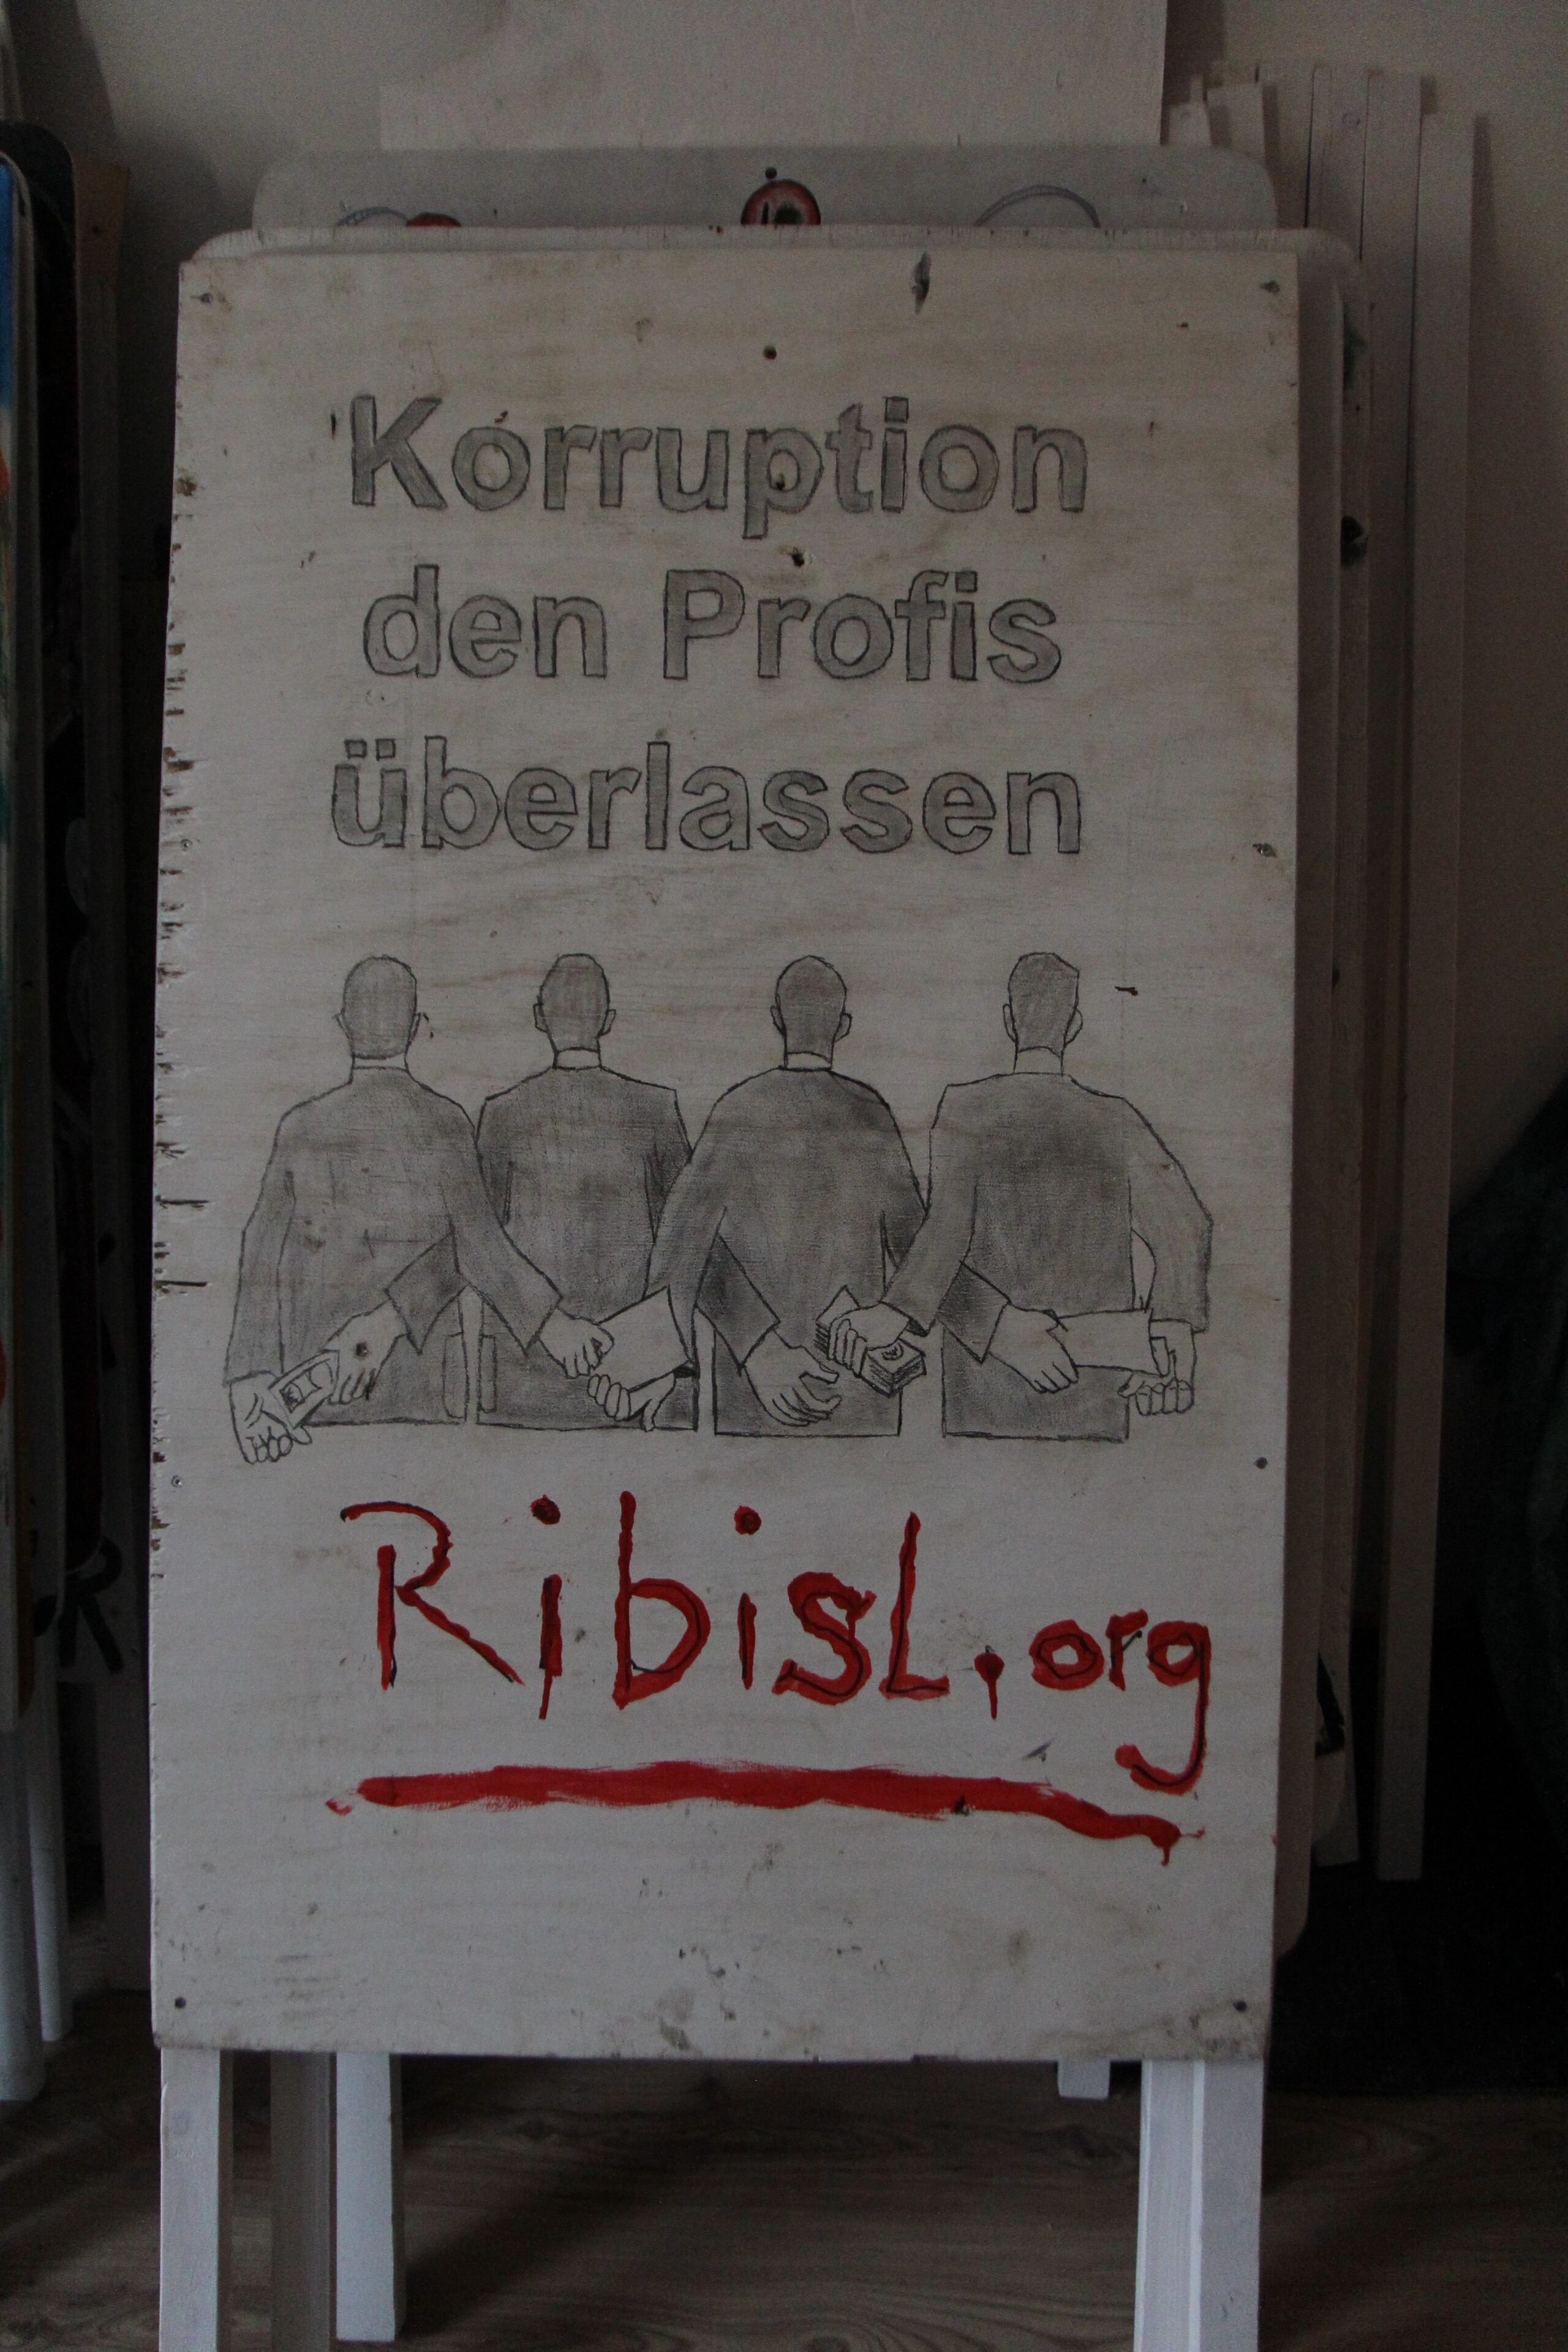 Korruption
den Profis
überlassen
RibisL.org